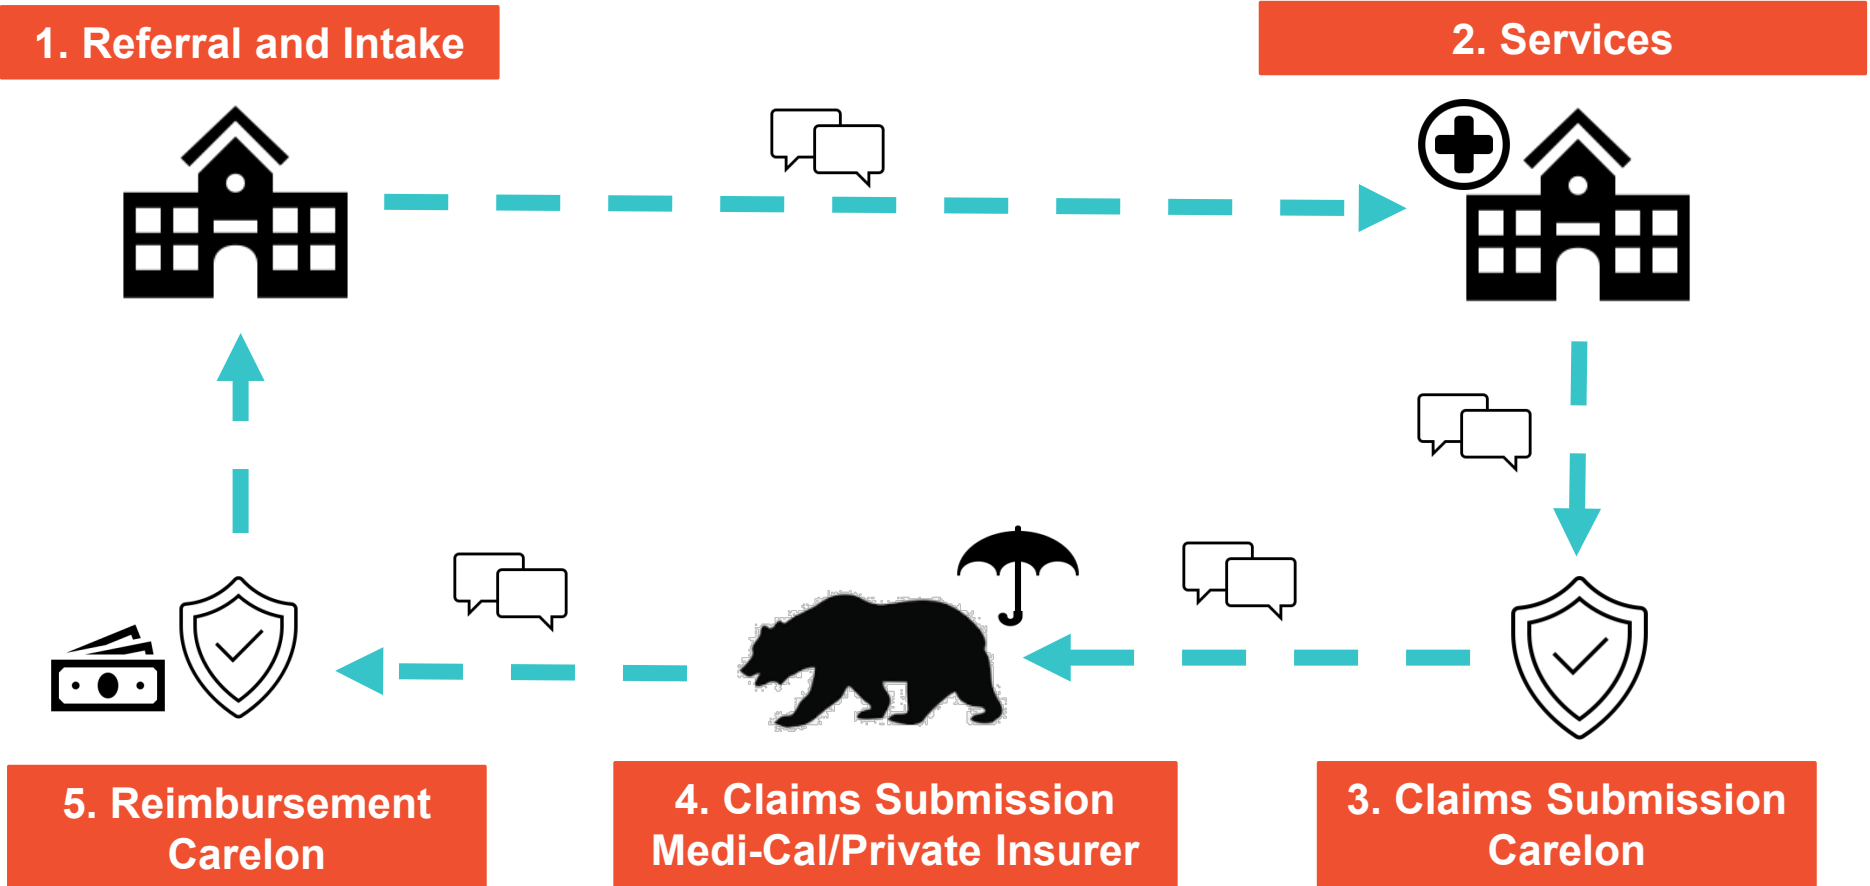 1. Referral and Intake
2. Services
5. Reimbursement
Carelon
4. Claims Submission
Medi-Cal/Private Insurer
3. Claims Submission
Carelon